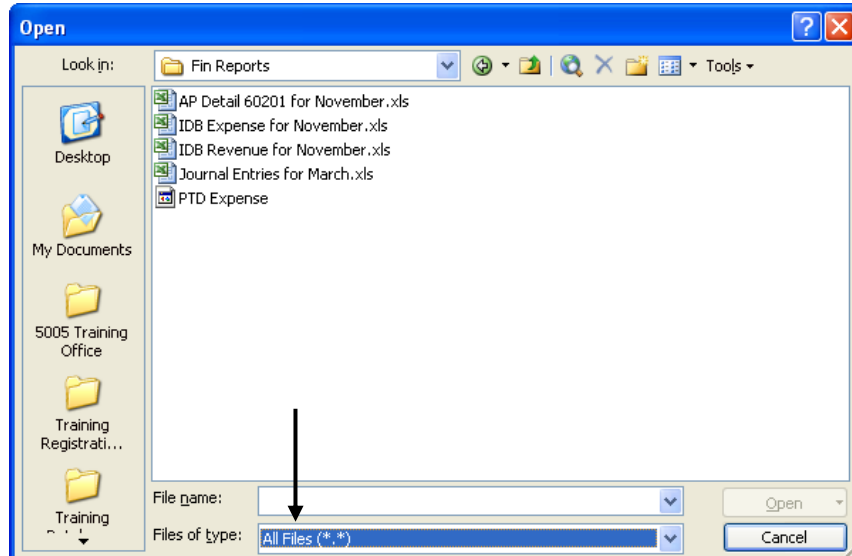 Open
Look in:
Fin Reports
Tools
AP Detail 60201 for November.xls
IDB Expense for November.xls
IDB Revenue for November.xls
Journal Entries for March.xls
PTD Expense
Desktop
My Documents
5005 Training
Office
Training
Registrati...
Training
File name:
Open
Files of type:
All Files (*.*)
Cancel